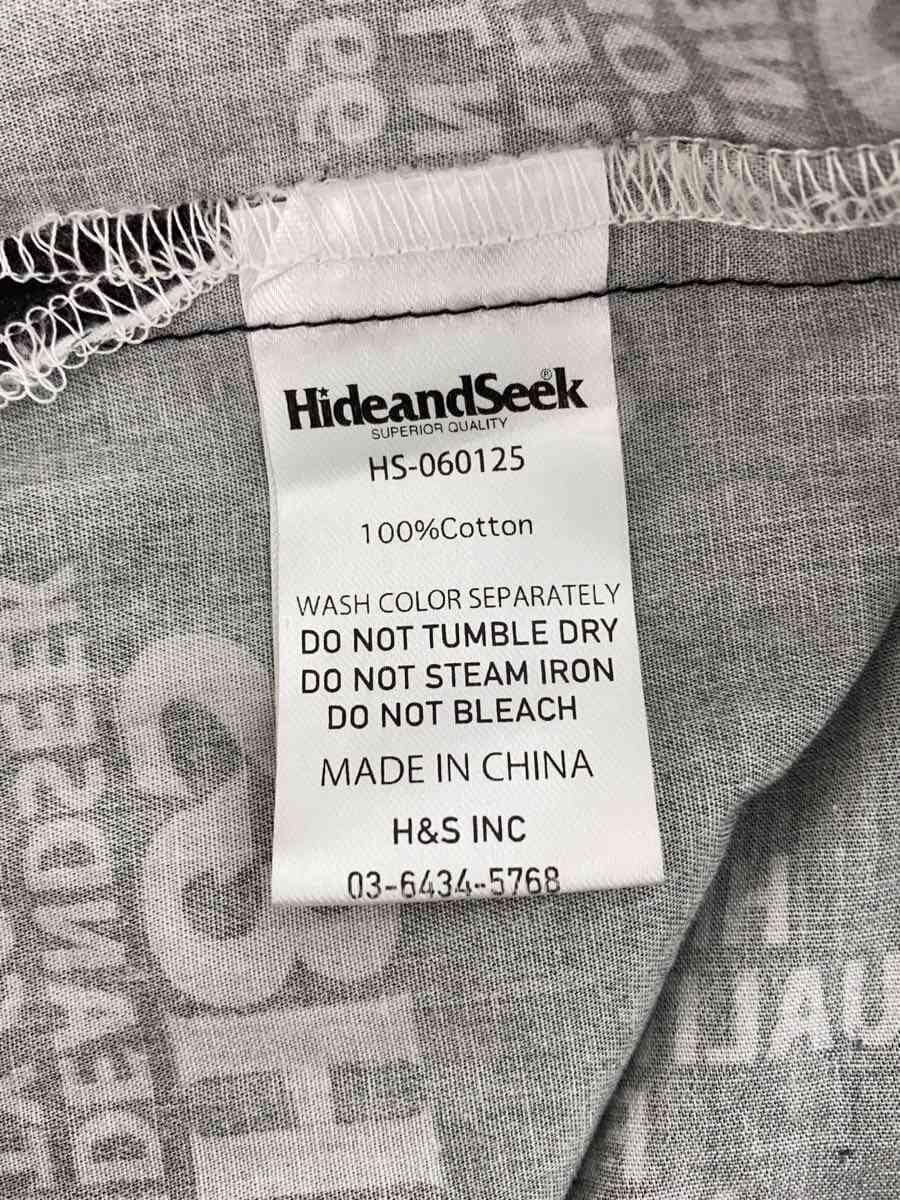 HideandSeek®
SUPERIOR QUALITY
HS-060125
100%Cotton
WASH COLOR SEPARATELY
DO NOT TUMBLE DRY
DO NOT STEAM IRON
DO NOT BLEACH
MADE IN CHINA
H&S INC
03-6434-5768